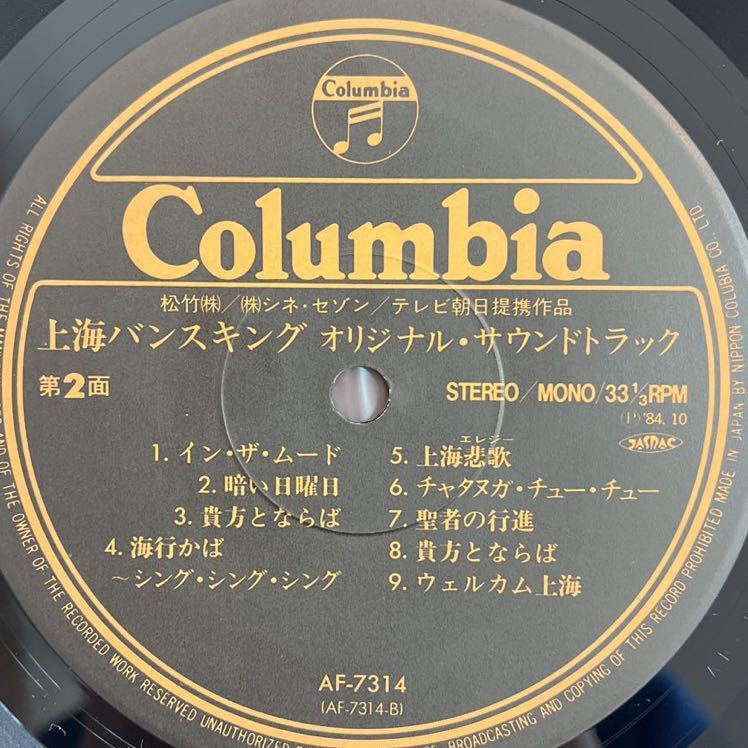 Columbia
Columbia
松竹㈱／㈱シネ・セゾン／テレビ朝日提携作品
上海バンスキング オリジナル・サウンドトラック
第2面
STEREO／MONO／33 1/3 RPM
(P)'84. 10
JASRAC
1. イン・ザ・ムード
2. 暗い日曜日
3. 貴方とならば
4. 海行かば
～シング・シング・シング
エレジー
5. 上海悲歌
6. チャタヌガ・チュー・チュー
7. 聖者の行進
8. 貴方とならば
9. ウェルカム上海
AF-7314
(AF-7314-B)
ALL RIGHTS OF THE
AND OF THE OWNER OF THE RECORDED WORK RESERVED UNAUTHORIZED
BROADCASTING AND COPYING OF THIS RECORD PROHIBITED MADE IN JAPAN BY NIPPON COLUBIA CO., LTD